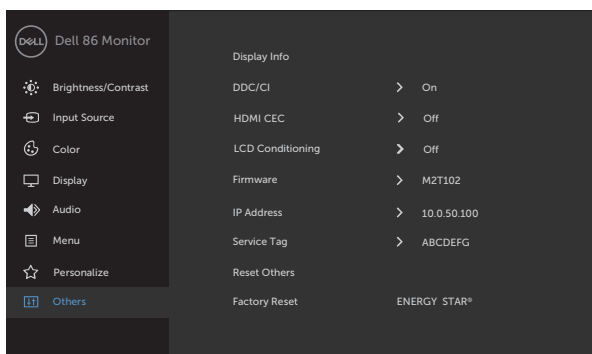 DELL Dell 86 Monitor
Display Info
Brightness/Contrast DDC/CI On
Input Source HDMI CEC Off
Color LCD Conditioning Off
Display Firmware M2T102
Audio IP Address 10.0.50.100
Menu Service Tag ABCDEFG
Personalize Reset Others
Others Factory Reset ENERGY STAR®